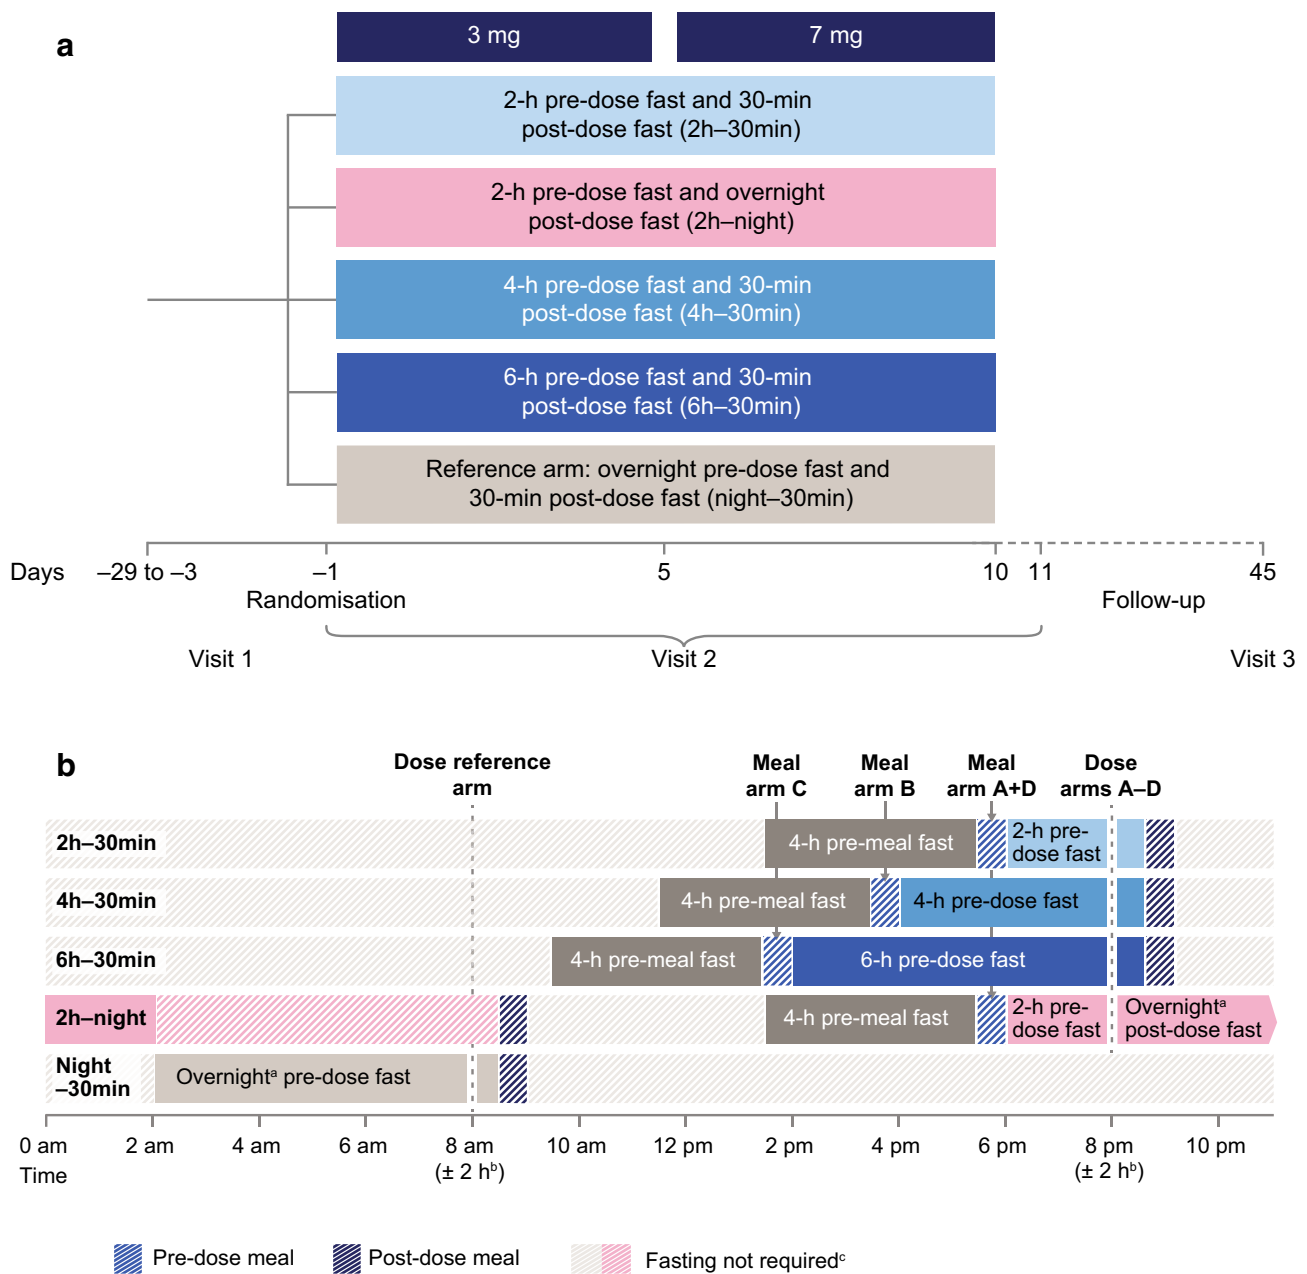 a
3 mg
7 mg
2-h pre-dose fast and 30-min
post-dose fast (2h–30min)
2-h pre-dose fast and overnight
post-dose fast (2h–night)
4-h pre-dose fast and 30-min
post-dose fast (4h–30min)
6-h pre-dose fast and 30-min
post-dose fast (6h–30min)
Reference arm: overnight pre-dose fast and
30-min post-dose fast (night–30min)
Days –29 to –3 –1 5 10 11 45
Randomisation Follow-up
Visit 1 Visit 2 Visit 3
b
Dose reference
arm
Meal
arm C
Meal
arm B
Meal
arm A+D
Dose
arms A–D
2h–30min
4-h pre-meal fast
2-h pre-
dose fast
4h–30min
4-h pre-meal fast
4-h pre-dose fast
6h–30min
4-h pre-meal fast
6-h pre-dose fast
2h–night
4-h pre-meal fast
2-h pre-
dose fast
Overnightᵃ
post-dose fast
Night
–30min
Overnightᵃ pre-dose fast
0 am 2 am 4 am 6 am 8 am 10 am 12 pm 2 pm 4 pm 6 pm 8 pm 10 pm
Time (± 2 hᵇ) (± 2 hᵇ)
Pre-dose meal
Post-dose meal
Fasting not requiredᶜ